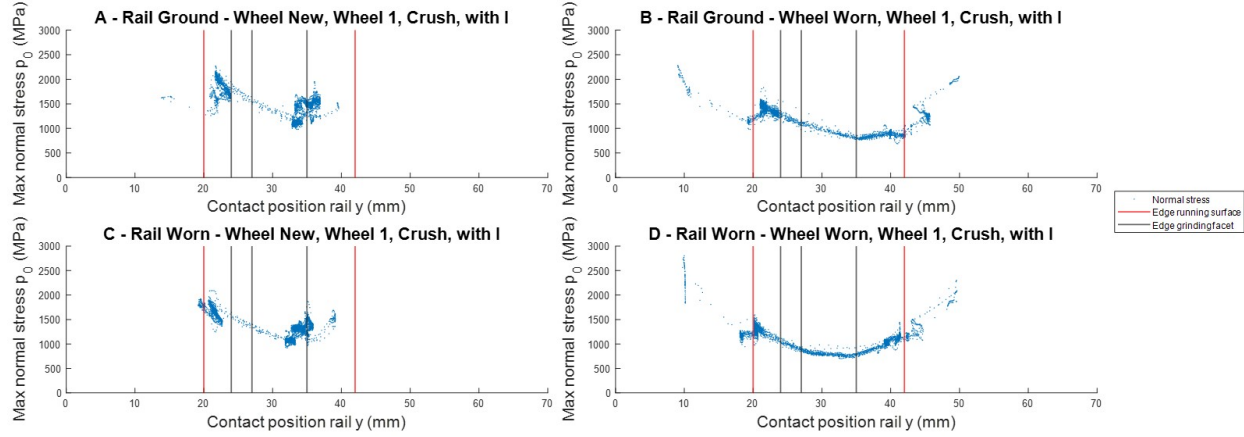 A - Rail Ground - Wheel New, Wheel 1, Crush, with I
Max normal stress p0 (MPa)
3000
2500
2000
1500
1000
500
0
0 10 20 30 40 50 60 70
Contact position rail y (mm)
B - Rail Ground - Wheel Worn, Wheel 1, Crush, with I
Max normal stress p0 (MPa)
3000
2500
2000
1500
1000
500
0
0 10 20 30 40 50 60 70
Contact position rail y (mm)
Normal stress
Edge running surface
Edge grinding facet
C - Rail Worn - Wheel New, Wheel 1, Crush, with I
Max normal stress p0 (MPa)
3000
2500
2000
1500
1000
500
0
0 10 20 30 40 50 60 70
Contact position rail y (mm)
D - Rail Worn - Wheel Worn, Wheel 1, Crush, with I
Max normal stress p0 (MPa)
3000
2500
2000
1500
1000
500
0
0 10 20 30 40 50 60 70
Contact position rail y (mm)